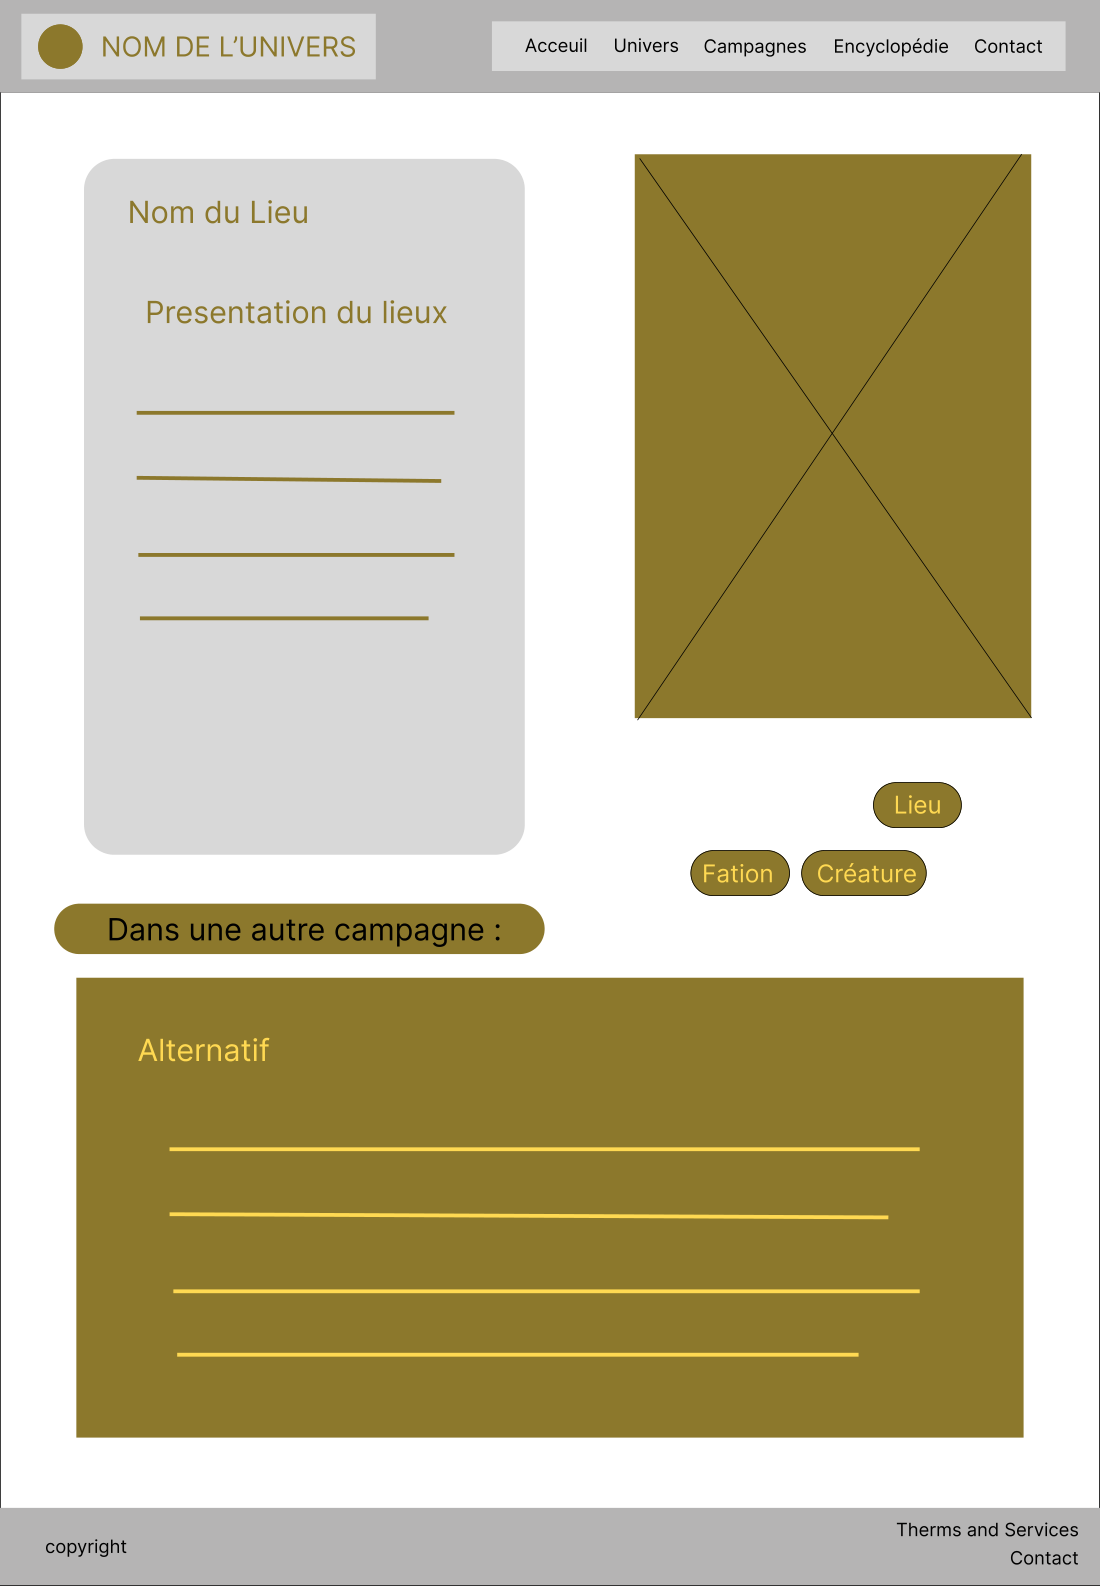 NOM DE L’UNIVERS
Acceuil Univers Campagnes Encyclopédie Contact
Nom du Lieu
Presentation du lieux
Lieu
Fation Créature
Dans une autre campagne :
Alternatif
copyright
Therms and Services
Contact